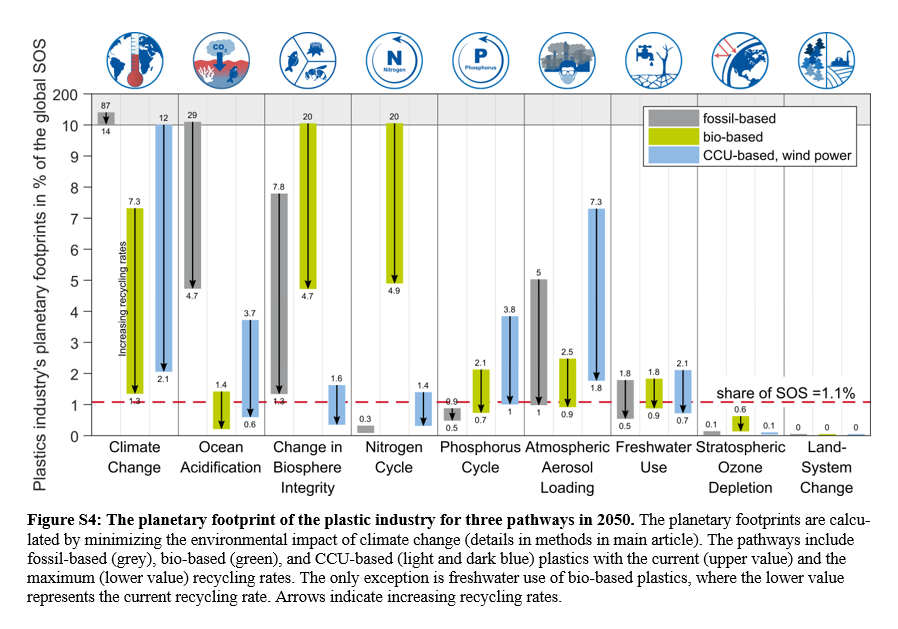 CO₂
N
Nitrogen
P
Phosphorus
Plastics industry's planetary footprints in % of the global SOS
200
10
9
8
7
6
5
4
3
2
1
0
87
14
7.3
1.3
12
2.1
Increasing recycling rates
29
4.7
1.4
3.7
0.6
7.8
1.3
20
4.7
1.6
0.3
20
4.9
1.4
0.9
0.5
2.1
0.7
3.8
1
5
1
2.5
0.9
7.3
1.8
1.8
0.5
1.8
0.9
2.1
0.7
0.1
0.6
0.1
0
0
0
fossil-based
bio-based
CCU-based, wind power
share of SOS =1.1%
Climate
Change
Ocean
Acidification
Change in
Biosphere
Integrity
Nitrogen
Cycle
Phosphorus
Cycle
Atmospheric
Aerosol
Loading
Freshwater
Use
Stratospheric
Ozone
Depletion
Land-
System
Change
Figure S4: The planetary footprint of the plastic industry for three pathways in 2050. The planetary footprints are calcu-
lated by minimizing the environmental impact of climate change (details in methods in main article). The pathways include
fossil-based (grey), bio-based (green), and CCU-based (light and dark blue) plastics with the current (upper value) and the
maximum (lower value) recycling rates. The only exception is freshwater use of bio-based plastics, where the lower value
represents the current recycling rate. Arrows indicate increasing recycling rates.